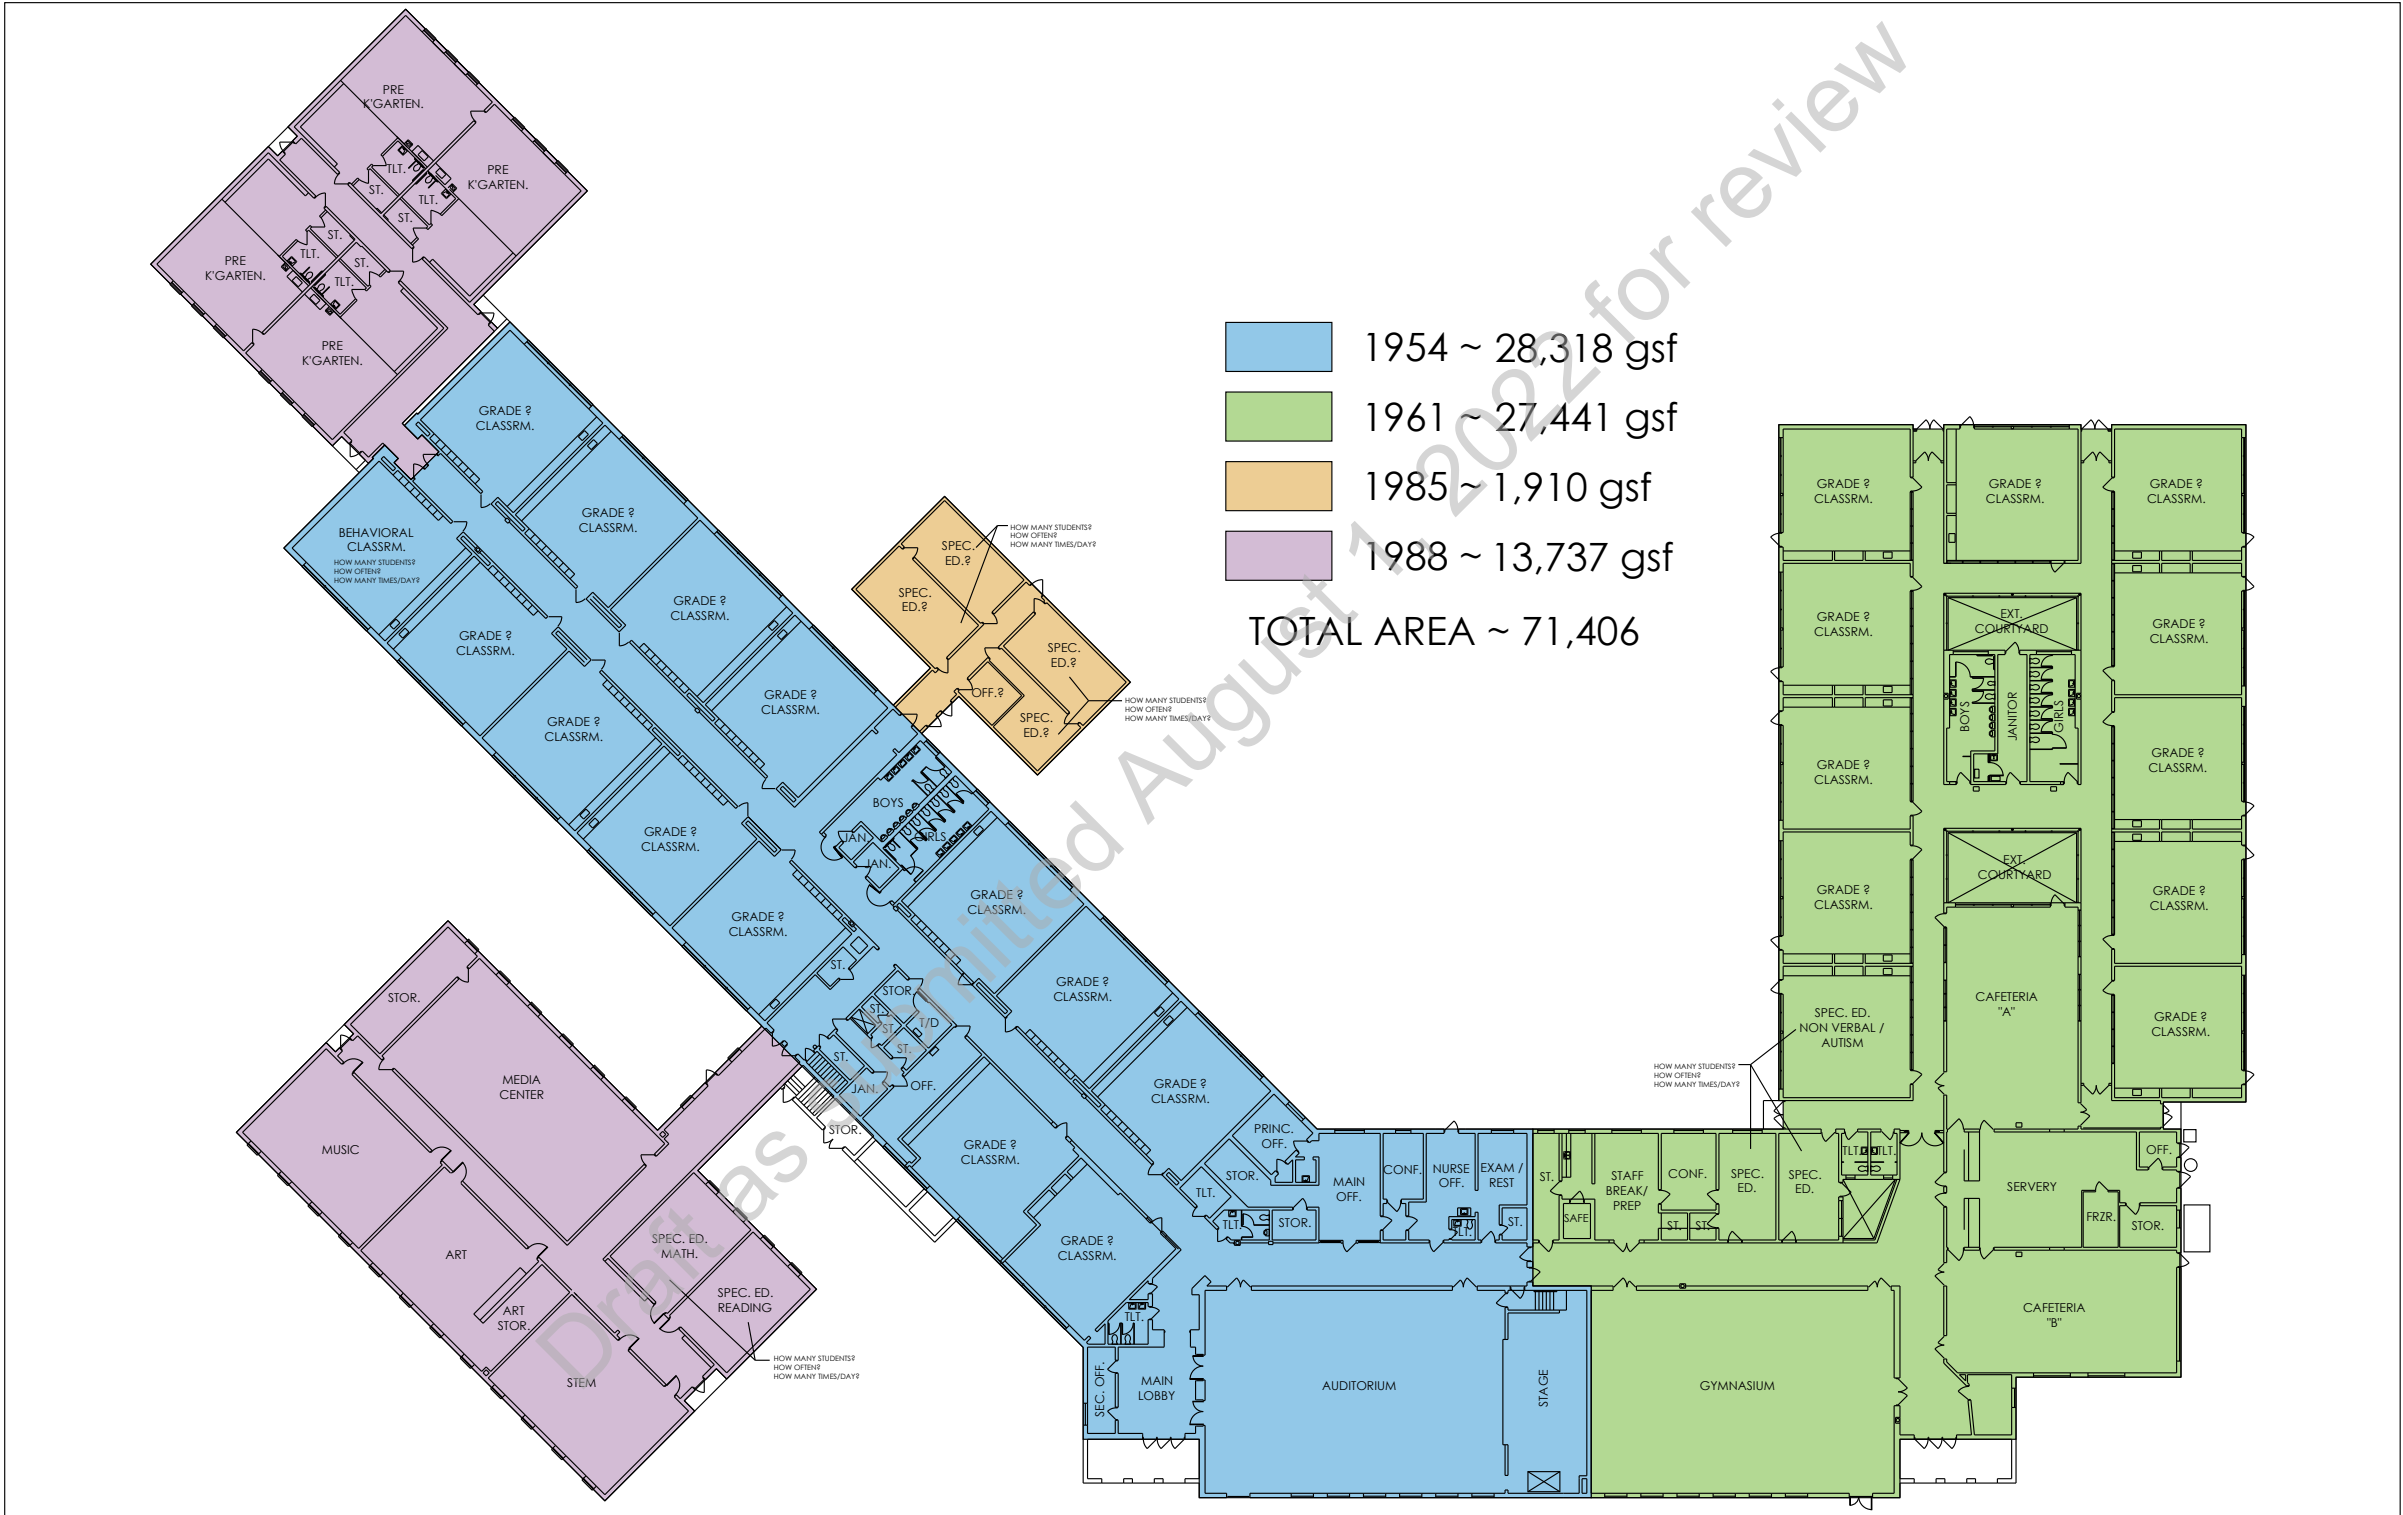 PRE
K'GARTEN.
PRE
K'GARTEN.
TLT.
ST.
TLT.
ST.
ST.
TLT.
ST.
TLT.
PRE
K'GARTEN.
PRE
K'GARTEN.
1954 ~ 28,318 gsf
1961 ~ 27,441 gsf
1985 ~ 1,910 gsf
1988 ~ 13,737 gsf
TOTAL AREA ~ 71,406
GRADE ?
CLASSRM.
GRADE ?
CLASSRM.
GRADE ?
CLASSRM.
GRADE ?
CLASSRM.
BEHAVIORAL
CLASSRM.
HOW MANY STUDENTS?
HOW OFTEN?
HOW MANY TIMES/DAY?
GRADE ?
CLASSRM.
GRADE ?
CLASSRM.
GRADE ?
CLASSRM.
GRADE ?
CLASSRM.
SPEC.
ED.?
SPEC.
ED.?
HOW MANY STUDENTS?
HOW OFTEN?
HOW MANY TIMES/DAY?
SPEC.
ED.?
OFF.?
SPEC.
ED.?
HOW MANY STUDENTS?
HOW OFTEN?
HOW MANY TIMES/DAY?
BOYS
GIRLS
JAN.
JAN.
GRADE ?
CLASSRM.
GRADE ?
CLASSRM.
GRADE ?
CLASSRM.
ST.
STOR.
ST.
ST.
T/D
ST.
ST.
JAN.
OFF.
STOR.
GRADE ?
CLASSRM.
GRADE ?
CLASSRM.
STOR.
MEDIA
CENTER
MUSIC
ART
ART
STOR.
STEM
SPEC. ED.
MATH.
SPEC. ED.
READING
HOW MANY STUDENTS?
HOW OFTEN?
HOW MANY TIMES/DAY?
PRINC.
OFF.
STOR.
TLT.
TLT.
STOR.
MAIN
OFF.
CONF.
NURSE
OFF.
EXAM /
REST
TLT.
ST.
TLT.
SEC. OFF.
MAIN
LOBBY
AUDITORIUM
STAGE
GYMNASIUM
ST.
SAFE
STAFF
BREAK/
PREP
CONF.
ST.
ST.
SPEC.
ED.
SPEC.
ED.
TLT.
TLT.
HOW MANY STUDENTS?
HOW OFTEN?
HOW MANY TIMES/DAY?
GRADE ?
CLASSRM.
GRADE ?
CLASSRM.
GRADE ?
CLASSRM.
GRADE ?
CLASSRM.
GRADE ?
CLASSRM.
GRADE ?
CLASSRM.
GRADE ?
CLASSRM.
GRADE ?
CLASSRM.
GRADE ?
CLASSRM.
GRADE ?
CLASSRM.
EXT.
COURTYARD
BOYS
JANITOR
GIRLS
EXT.
COURTYARD
SPEC. ED.
NON VERBAL /
AUTISM
CAFETERIA
"A"
SERVERY
OFF.
FRZR.
STOR.
CAFETERIA
"B"
Draft as submitted August 1, 2022 for review